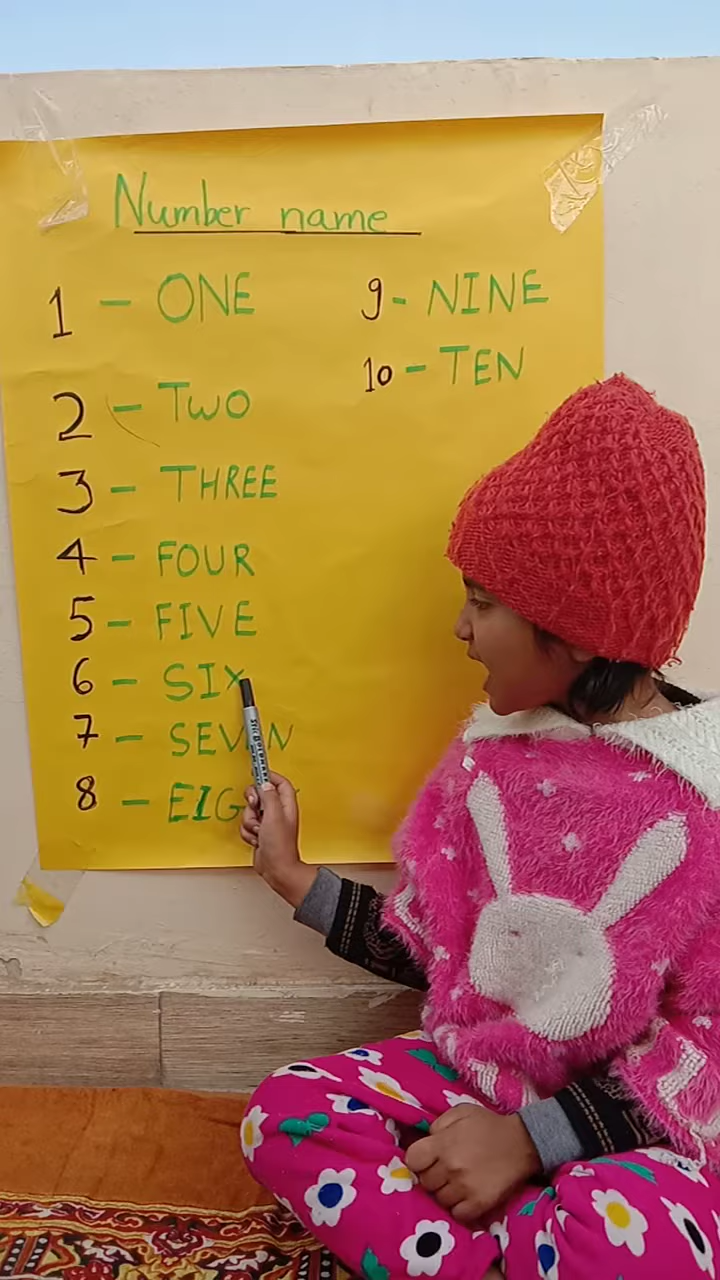 Number name
1 - ONE
2 - Two
3 - THREE
4 - FOUR
5 - FIVE
6 - SIX
7 - SEVEN
8 - EIG
9 - NINE
10 - TEN